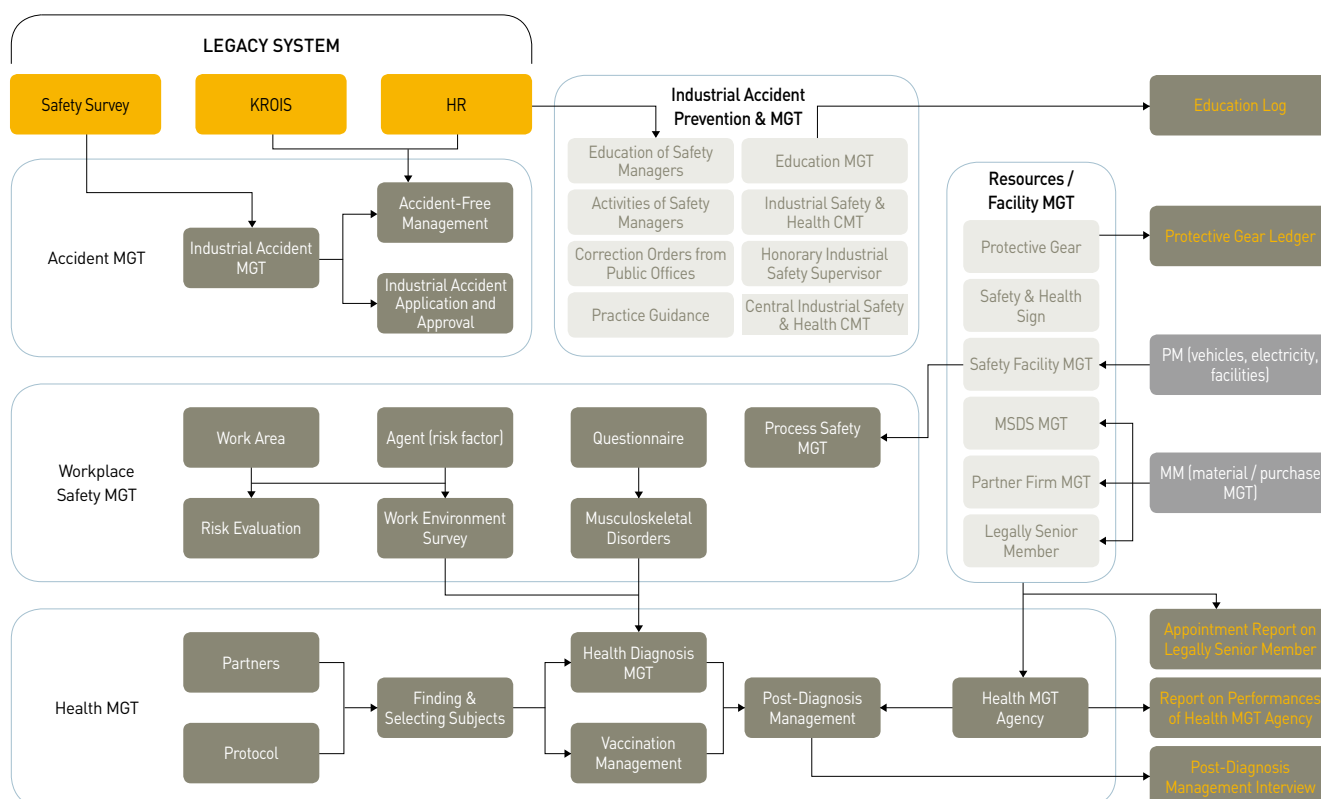 LEGACY SYSTEM
Safety Survey
KROIS
HR
Industrial Accident
Prevention & MGT
Education Log
Education of Safety
Managers
Education MGT
Activities of Safety
Managers
Industrial Safety &
Health CMT
Correction Orders from
Public Offices
Honorary Industrial
Safety Supervisor
Practice Guidance
Central Industrial Safety
& Health CMT
Accident MGT
Industrial Accident
MGT
Accident-Free
Management
Industrial Accident
Application and
Approval
Resources /
Facility MGT
Protective Gear
Safety & Health
Sign
Safety Facility MGT
MSDS MGT
Partner Firm MGT
Legally Senior
Member
Protective Gear Ledger
PM (vehicles, electricity,
facilities)
MM (material / purchase
MGT)
Workplace
Safety MGT
Work Area
Agent (risk factor)
Questionnaire
Process Safety
MGT
Risk Evaluation
Work Environment
Survey
Musculoskeletal
Disorders
Health MGT
Partners
Protocol
Finding &
Selecting Subjects
Health Diagnosis
MGT
Vaccination
Management
Post-Diagnosis
Management
Health MGT
Agency
Appointment Report on
Legally Senior Member
Report on Performances
of Health MGT Agency
Post-Diagnosis
Management Interview